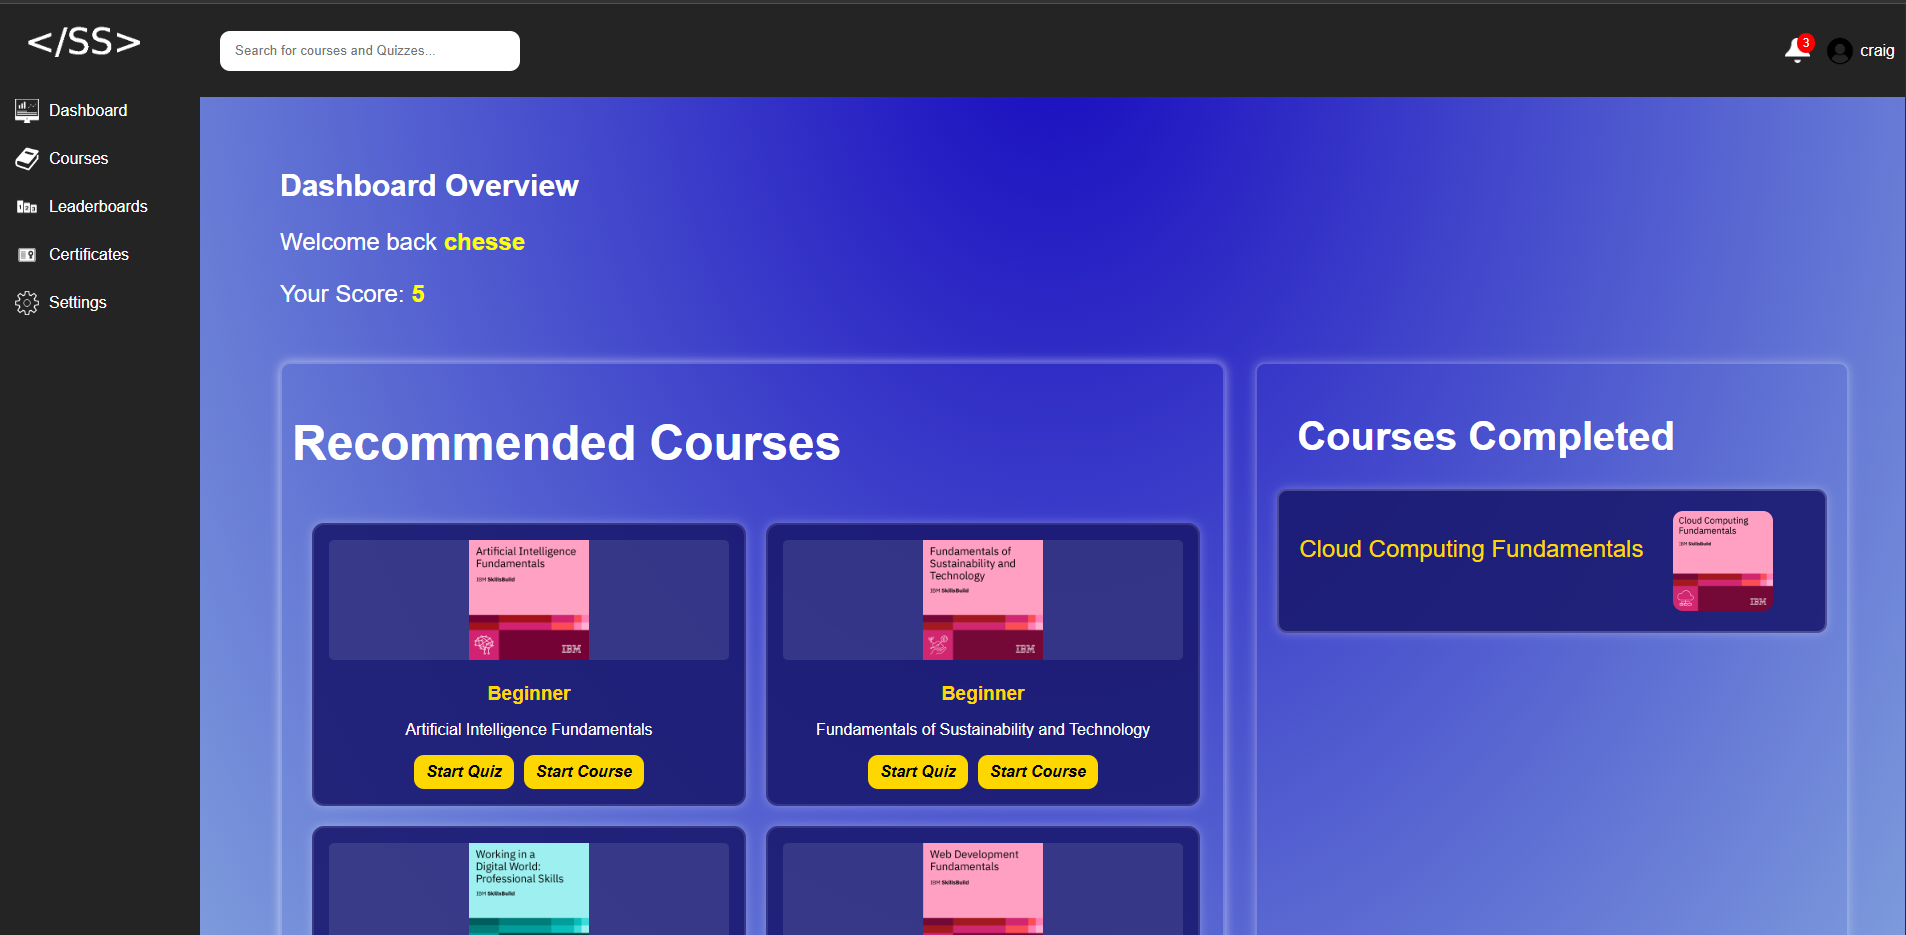 </SS>
Search for courses and Quizzes...
3
craig
Dashboard
Courses
Leaderboards
Certificates
Settings
Dashboard Overview
Welcome back chesse
Your Score: 5
Recommended Courses
Artificial Intelligence
Fundamentals
IBM SkillsBuild
IBM
Beginner
Artificial Intelligence Fundamentals
Start Quiz Start Course
Fundamentals of
Sustainability and
Technology
IBM SkillsBuild
IBM
Beginner
Fundamentals of Sustainability and Technology
Start Quiz Start Course
Working in a
Digital World:
Professional Skills
IBM SkillsBuild
Web Development
Fundamentals
IBM SkillsBuild
Courses Completed
Cloud Computing Fundamentals
Cloud Computing
Fundamentals
IBM SkillsBuild
IBM